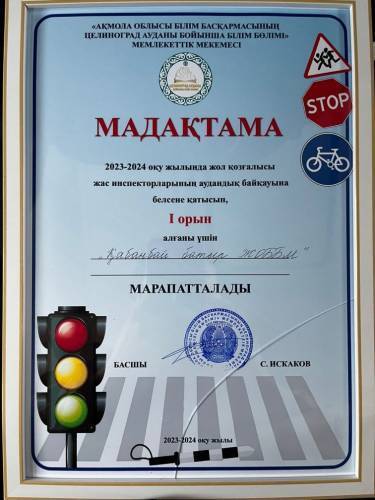 «АҚМОЛА ОБЛЫСЫ БІЛІМ БАСҚАРМАСЫНЫҢ
ЦЕЛИНОГРАД АУДАНЫ БОЙЫНША БІЛІМ БӨЛІМІ»
МЕМЛЕКЕТТІК МЕКЕМЕСІ
STOP
МАДАҚТАМА
2023-2024 оқу жылында жол қозғалысы
жас инспекторларының аудандық байқауына
белсене қатысып,
І орын
алғаны үшін
„Қабанбай батыр ЖОББМ"
МАРАПАТТАЛАДЫ
БАСШЫ
С. ИСКАКОВ
2023-2024 оқу жылы